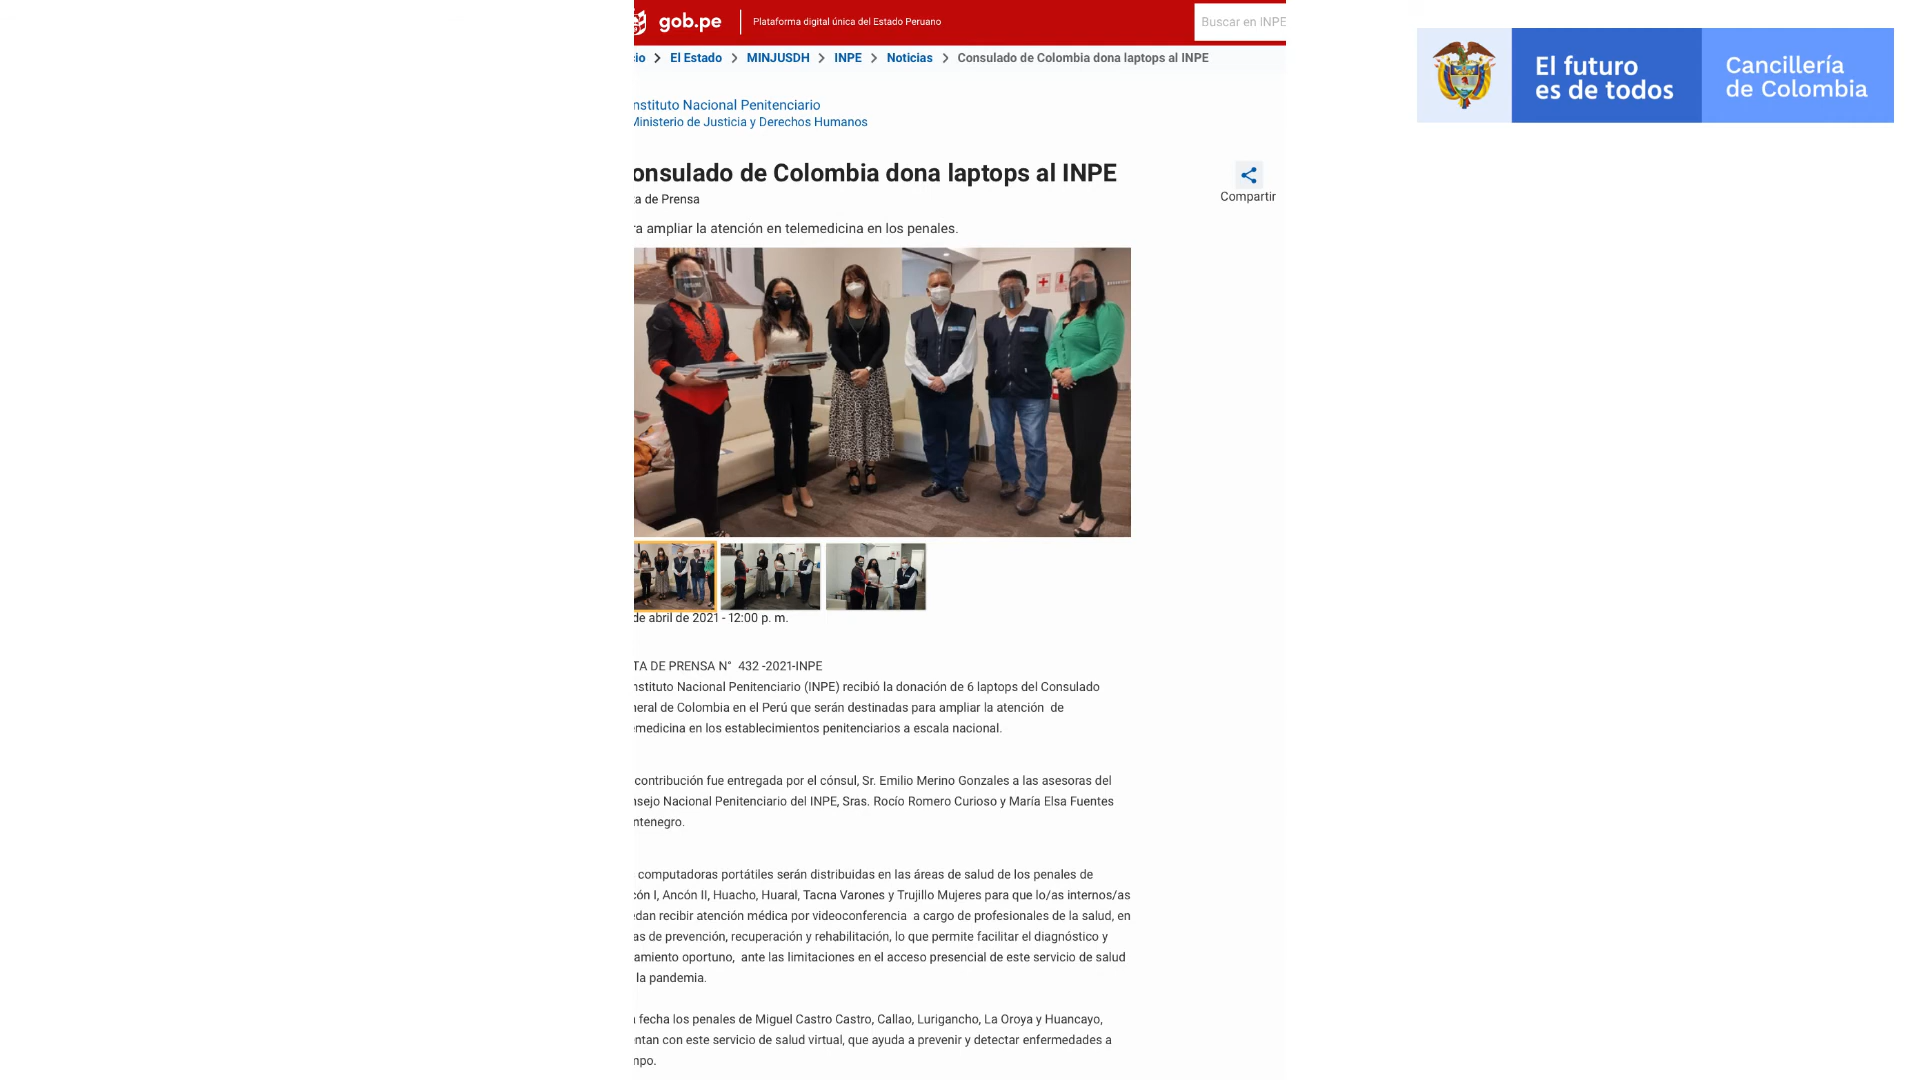 gob.pe
Plataforma digital única del Estado Peruano
Buscar en INPE
El Estado > MINJUSDH > INPE > Noticias > Consulado de Colombia dona laptops al INPE
El futuro
es de todos
Cancillería
de Colombia
nstituto Nacional Penitenciario
Ministerio de Justicia y Derechos Humanos
onsulado de Colombia dona laptops al INPE
Compartir
ta de Prensa
ra ampliar la atención en telemedicina en los penales.
de abril de 2021 - 12:00 p. m.
TA DE PRENSA N° 432 -2021-INPE
nstituto Nacional Penitenciario (INPE) recibió la donación de 6 laptops del Consulado
neral de Colombia en el Perú que serán destinadas para ampliar la atención de
emedicina en los establecimientos penitenciarios a escala nacional.
contribución fue entregada por el cónsul, Sr. Emilio Merino Gonzales a las asesoras del
nsejo Nacional Penitenciario del INPE, Sras. Rocío Romero Curioso y María Elsa Fuentes
ntenegro.
computadoras portátiles serán distribuidas en las áreas de salud de los penales de
cón I, Ancón II, Huacho, Huaral, Tacna Varones y Trujillo Mujeres para que lo/as internos/as
edan recibir atención médica por videoconferencia a cargo de profesionales de la salud, en
as de prevención, recuperación y rehabilitación, lo que permite facilitar el diagnóstico y
amiento oportuno, ante las limitaciones en el acceso presencial de este servicio de salud
la pandemia.
fecha los penales de Miguel Castro Castro, Callao, Lurigancho, La Oroya y Huancayo,
entan con este servicio de salud virtual, que ayuda a prevenir y detectar enfermedades a
mpo.